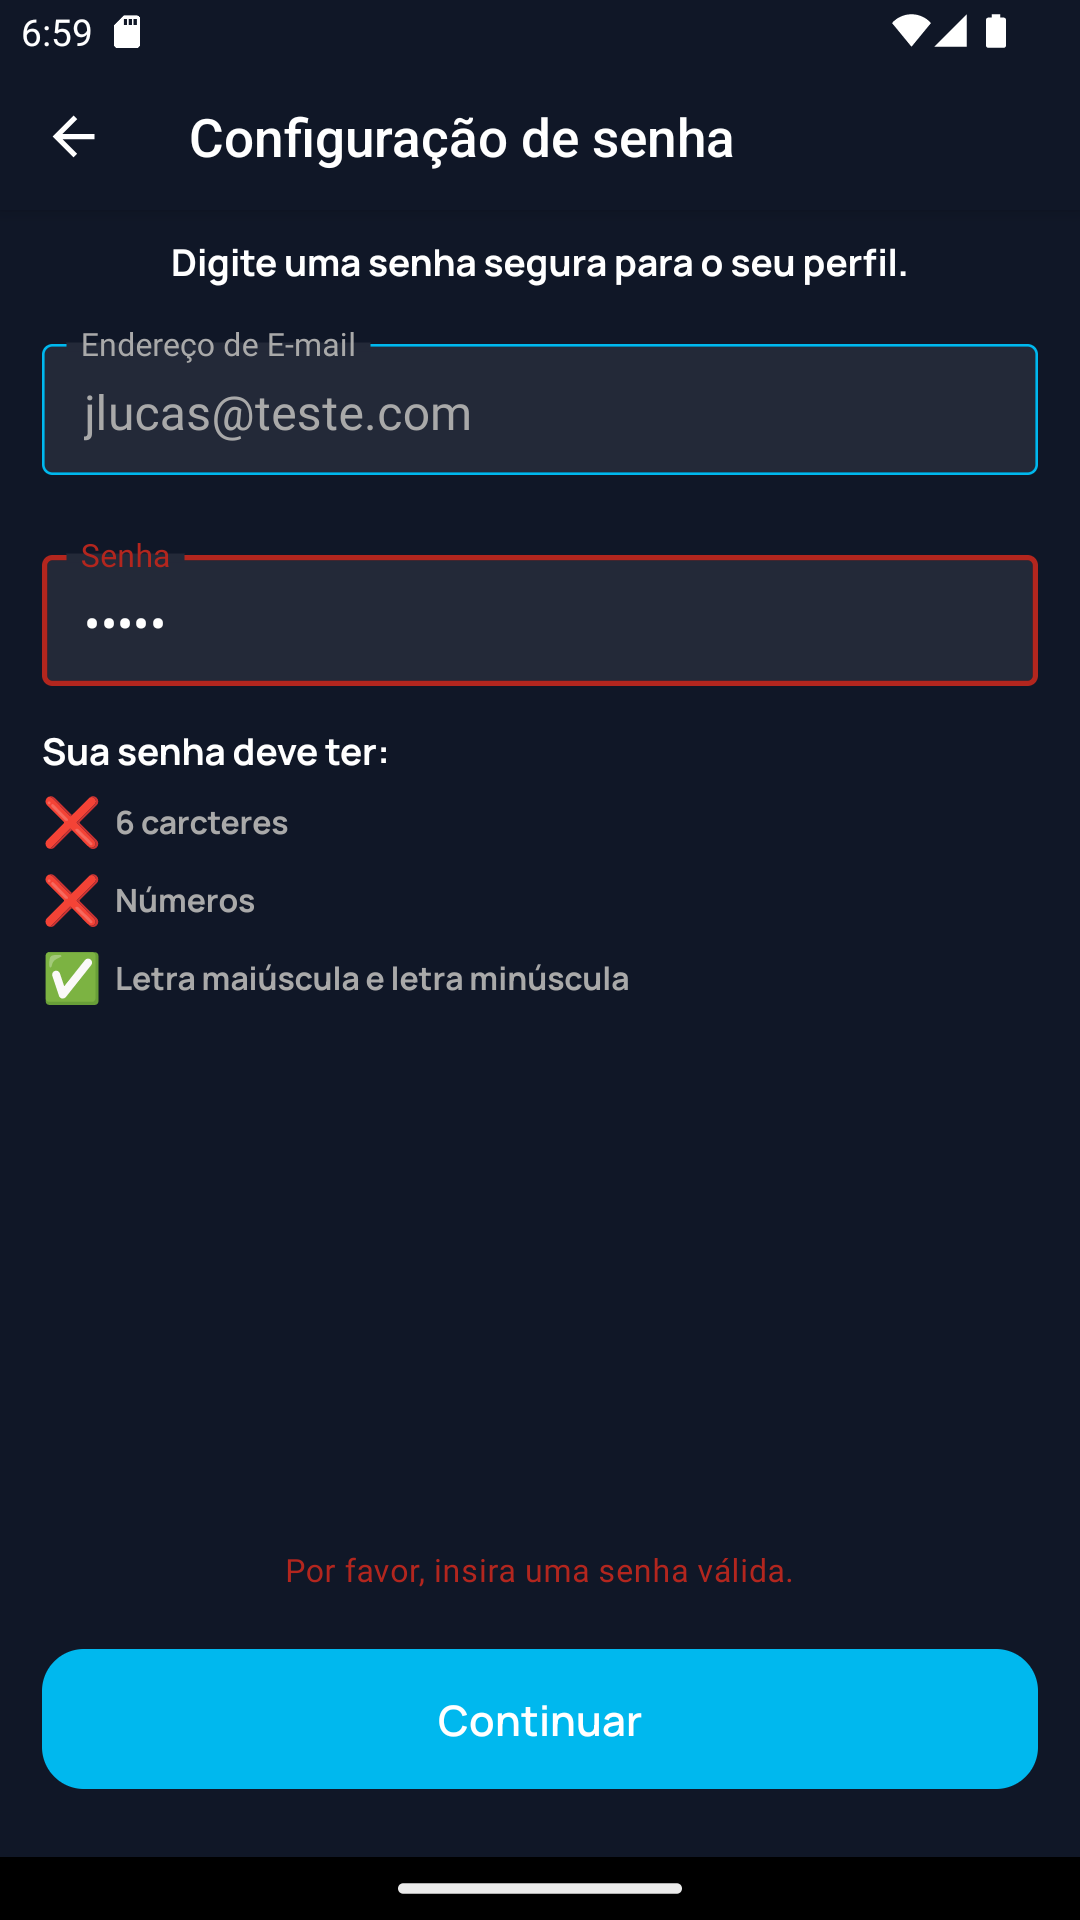 6:59
Configuração de senha
Digite uma senha segura para o seu perfil.
Endereço de E-mail
jlucas@teste.com
Senha
•••••
Sua senha deve ter:
❌ 6 carcteres
❌ Números
✅ Letra maiúscula e letra minúscula
Por favor, insira uma senha válida.
Continuar